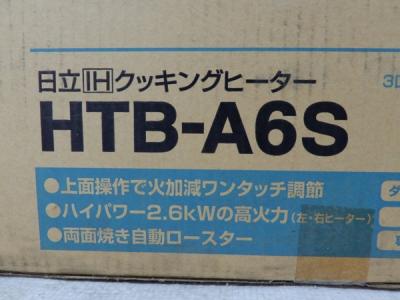 日立IHクッキングヒーター
3D
HTB-A6S
●上面操作で火加減ワンタッチ調節
●ハイパワー2.6kWの高火力(左・右ヒーター)
●両面焼き自動ロースター